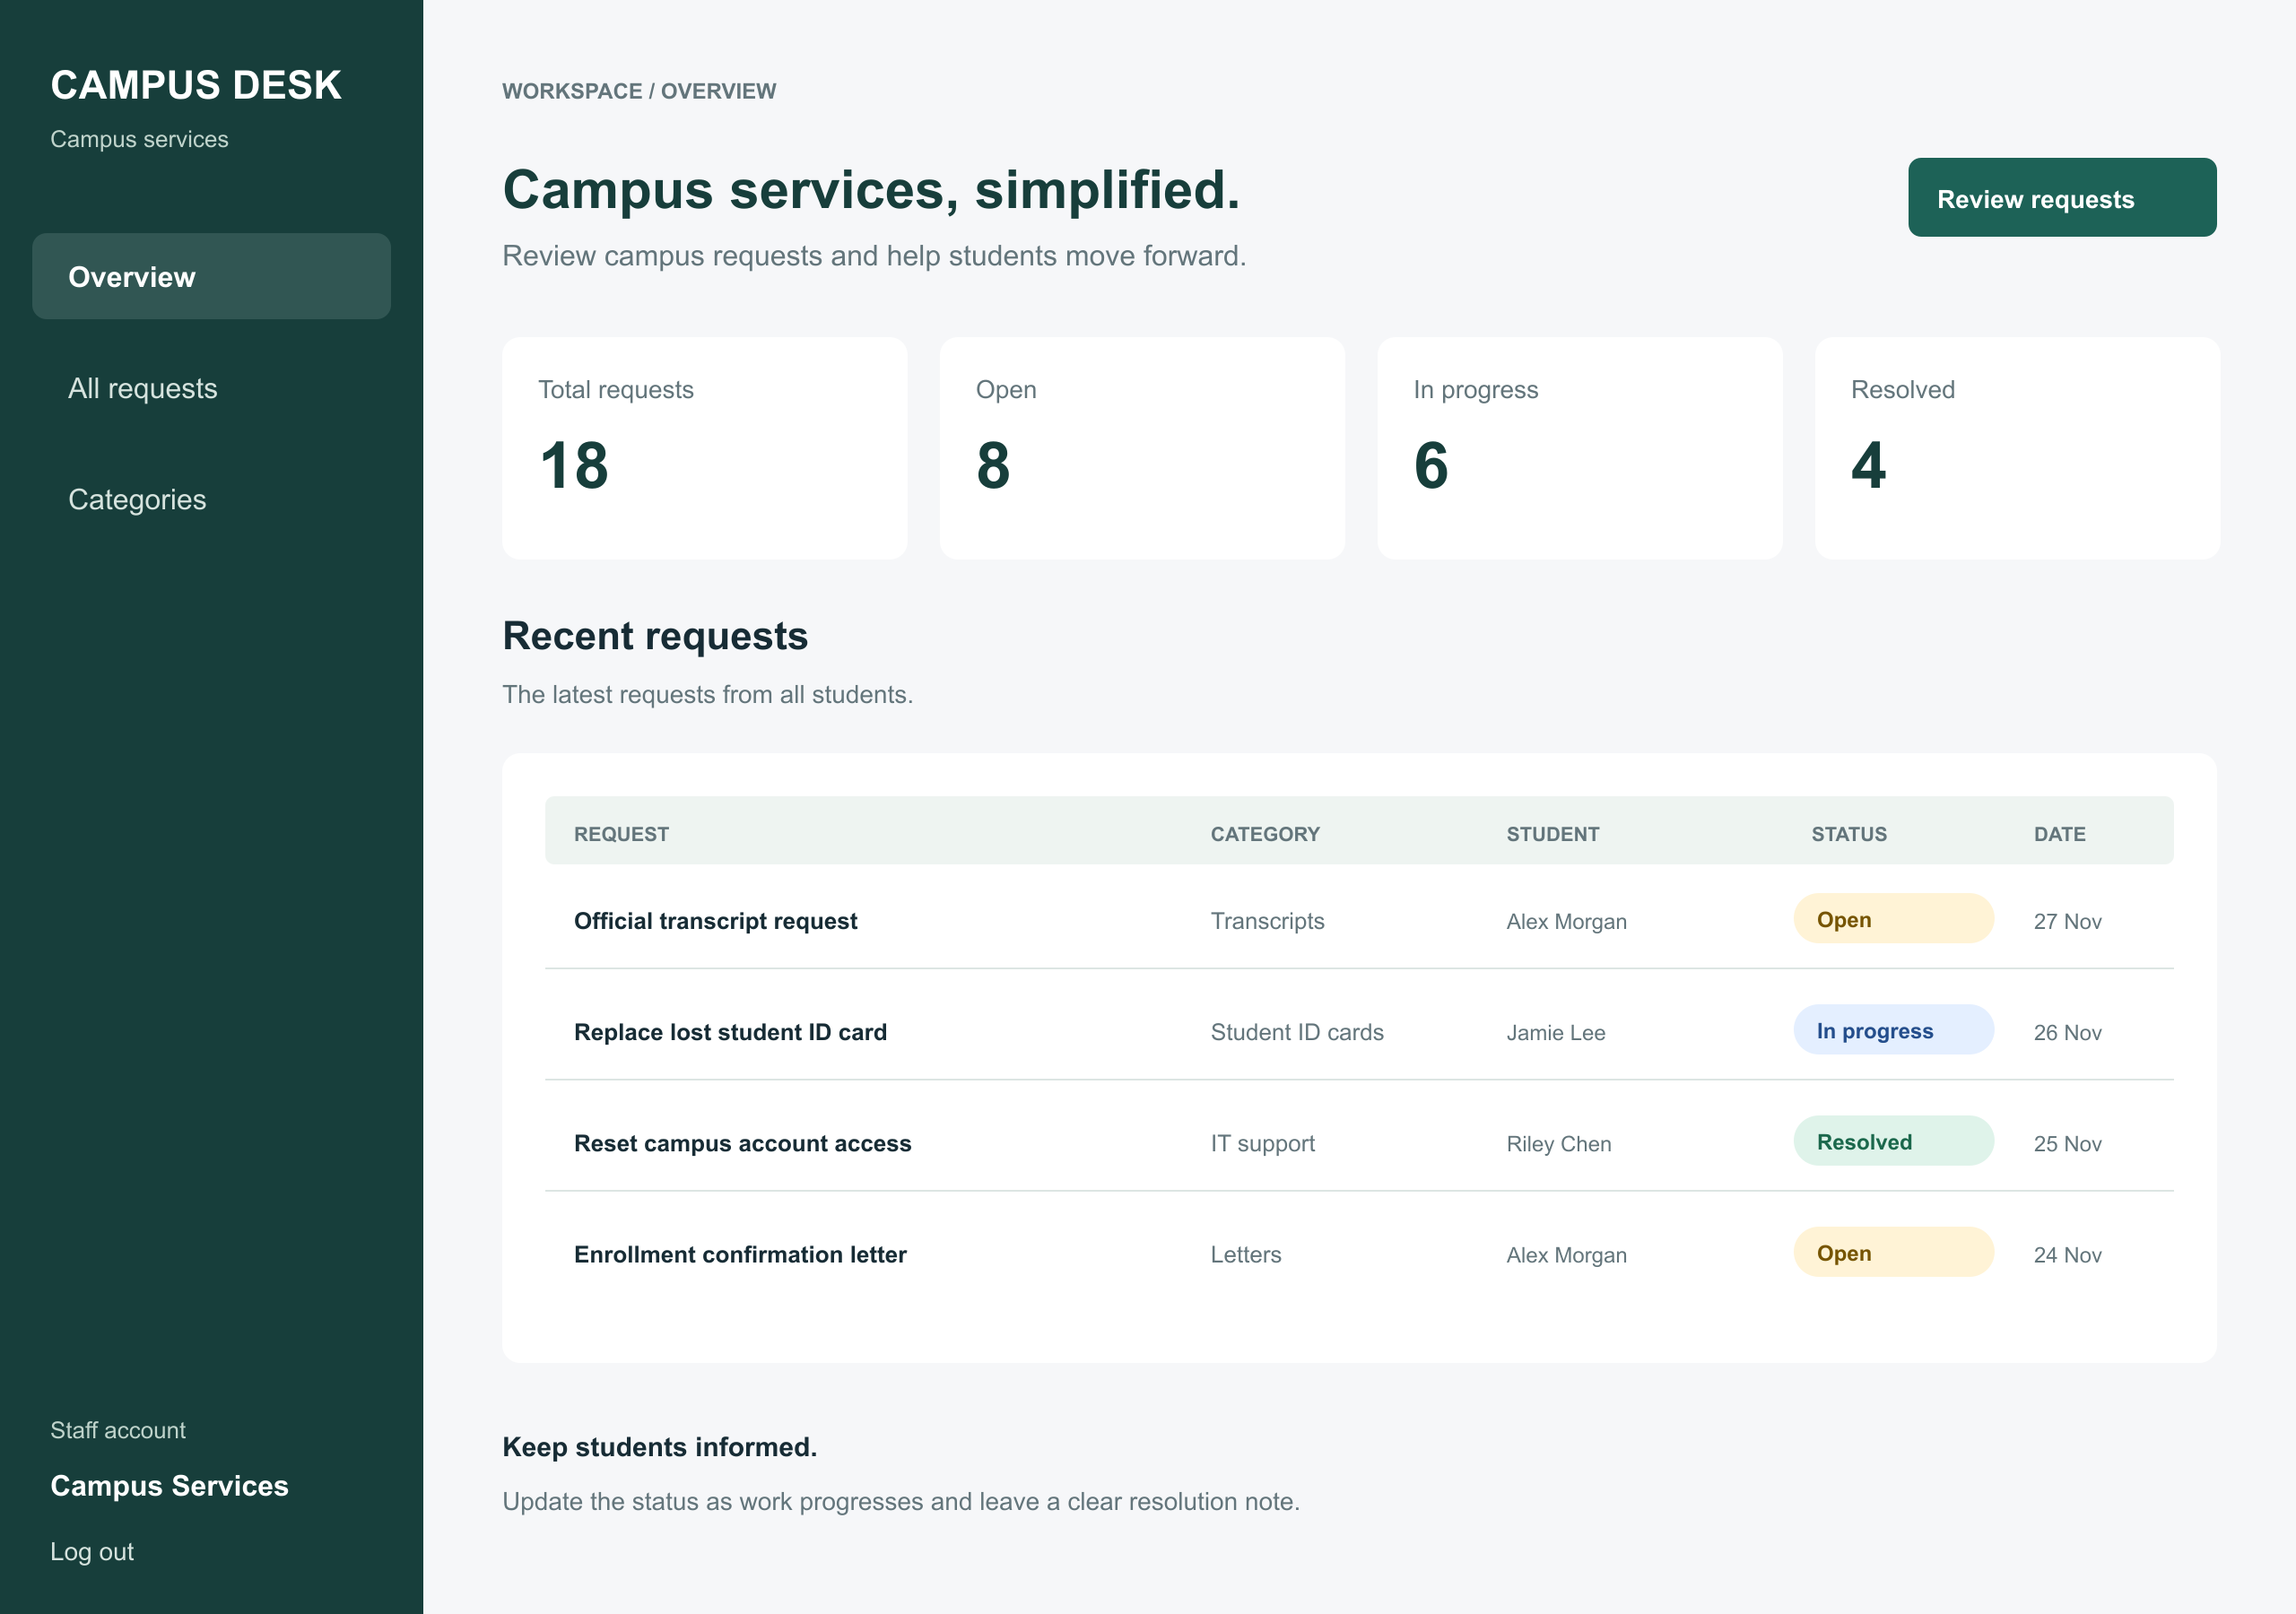 CAMPUS DESK
Campus services
Overview
All requests
Categories
Staff account
Campus Services
Log out
WORKSPACE / OVERVIEW
Campus services, simplified.
Review campus requests and help students move forward.
Review requests
Total requests
18
Open
8
In progress
6
Resolved
4
Recent requests
The latest requests from all students.
REQUEST CATEGORY STUDENT STATUS DATE
Official transcript request Transcripts Alex Morgan Open 27 Nov
Replace lost student ID card Student ID cards Jamie Lee In progress 26 Nov
Reset campus account access IT support Riley Chen Resolved 25 Nov
Enrollment confirmation letter Letters Alex Morgan Open 24 Nov
Keep students informed.
Update the status as work progresses and leave a clear resolution note.